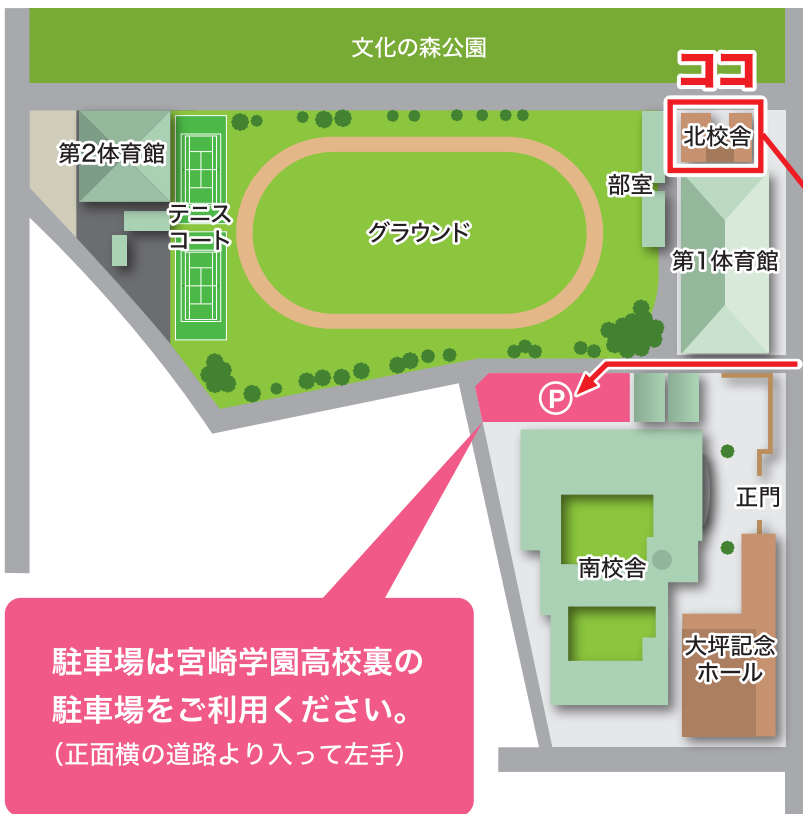 文化の森公園
ココ
北校舎
第2体育館
部室
テニス
コート
グラウンド
第1体育館
P
正門
南校舎
大坪記念
ホール
駐車場は宮崎学園高校裏の
駐車場をご利用ください。
（正面横の道路より入って左手）